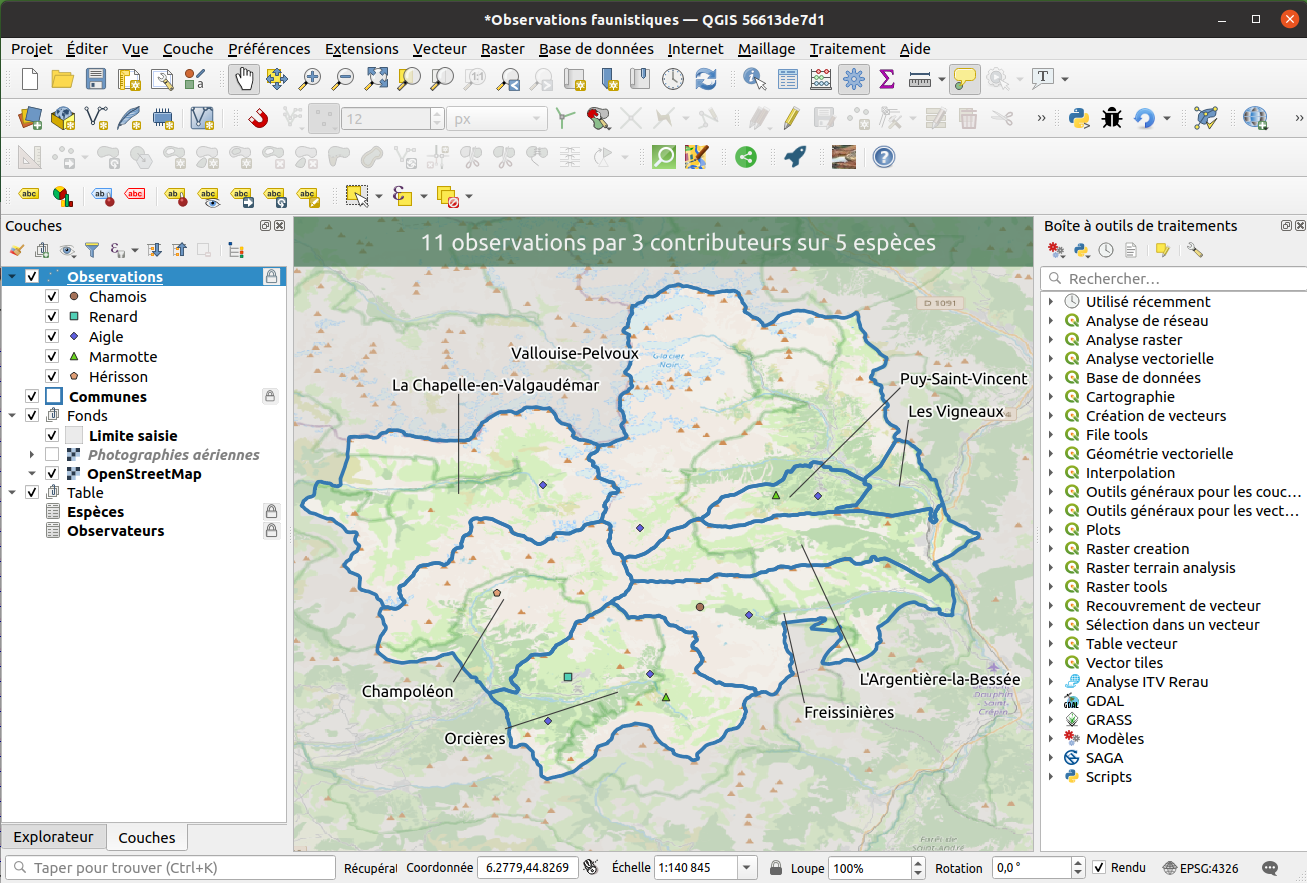 *Observations faunistiques — QGIS 56613de7d1
Projet Éditer Vue Couche Préférences Extensions Vecteur Raster Base de données Internet Maillage Traitement Aide
12 px
abc abc abc abc abc abc abc abc
Couches
Observations
Chamois
Renard
Aigle
Marmotte
Hérisson
Communes
Fonds
Limite saisie
Photographies aériennes
OpenStreetMap
Table
Espèces
Observateurs
Explorateur Couches
11 observations par 3 contributeurs sur 5 espèces
D 1091
Vallouise-Pelvoux
Glacier
Noir
La Chapelle-en-Valgaudémar
Puy-Saint-Vincent
Les Vigneaux
Champoléon
Orcières
L'Argentière-la-Bessée
Freissinières
Boîte à outils de traitements
Rechercher...
Utilisé récemment
Analyse de réseau
Analyse raster
Analyse vectorielle
Base de données
Cartographie
Création de vecteurs
File tools
Géométrie vectorielle
Interpolation
Outils généraux pour les couc...
Outils généraux pour les vect...
Plots
Raster creation
Raster terrain analysis
Raster tools
Recouvrement de vecteur
Sélection dans un vecteur
Table vecteur
Vector tiles
Analyse ITV Rerau
GDAL
GRASS
Modèles
SAGA
Scripts
Taper pour trouver (Ctrl+K) Récupéral Coordonnée 6.2779,44.8269 Échelle 1:140 845 Loupe 100% Rotation 0,0 ° Rendu EPSG:4326